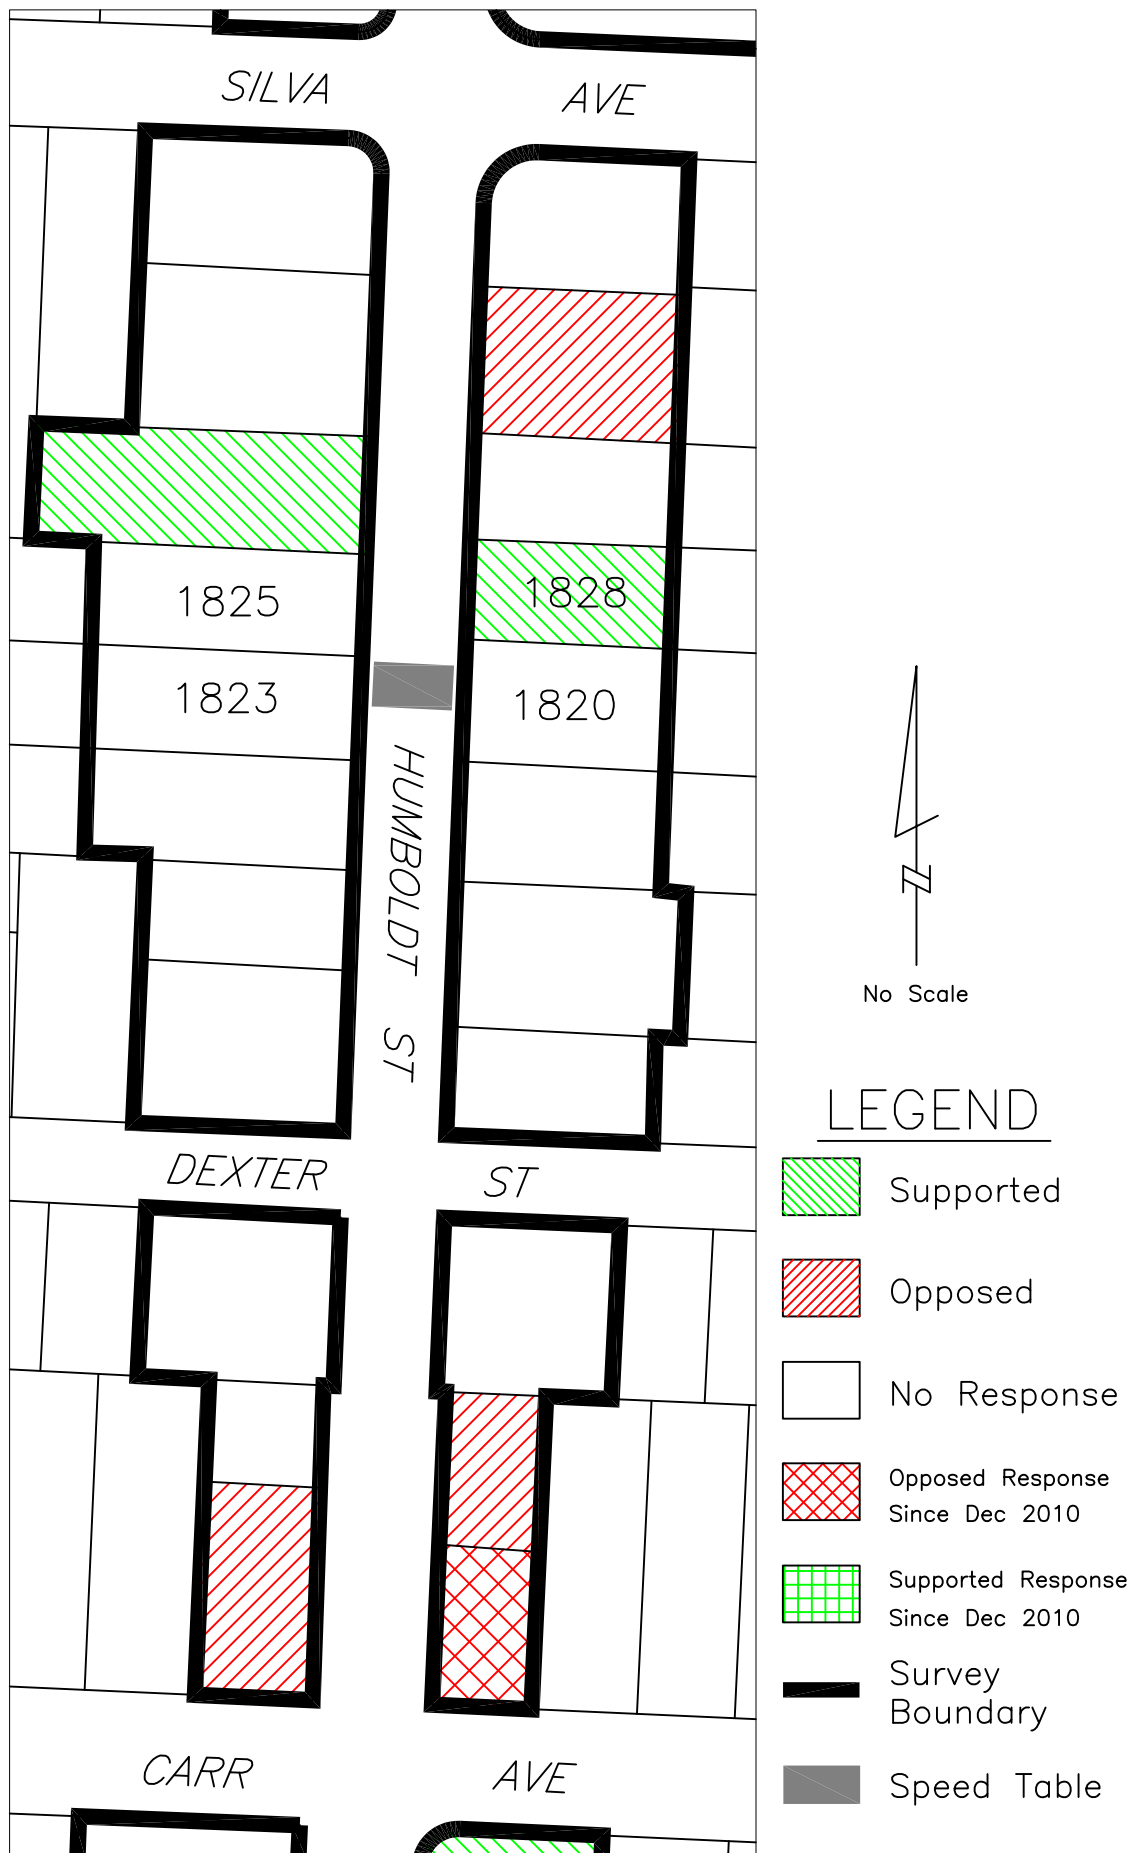 SILVA AVE
1825
1828
1823
1820
HUMBOLDT ST
DEXTER ST
CARR AVE
N
No Scale
LEGEND
Supported
Opposed
No Response
Opposed Response
Since Dec 2010
Supported Response
Since Dec 2010
Survey
Boundary
Speed Table